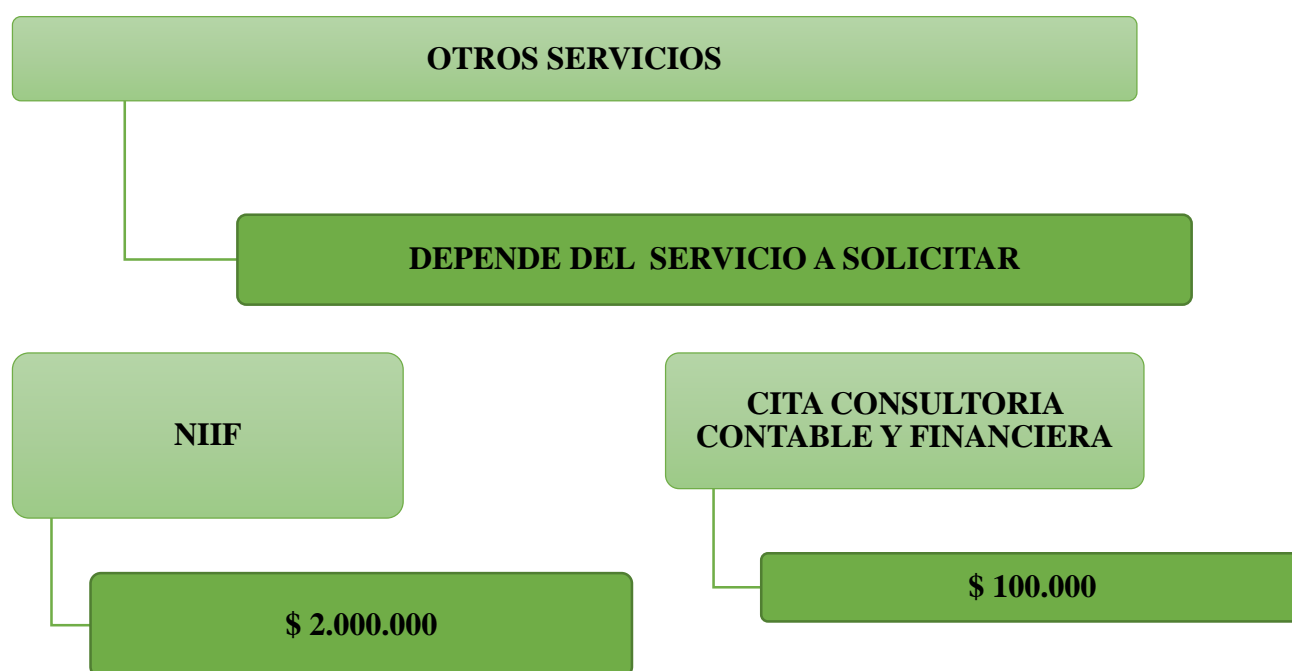 OTROS SERVICIOS
DEPENDE DEL SERVICIO A SOLICITAR
NIIF
$ 2.000.000
CITA CONSULTORIA
CONTABLE Y FINANCIERA
$ 100.000